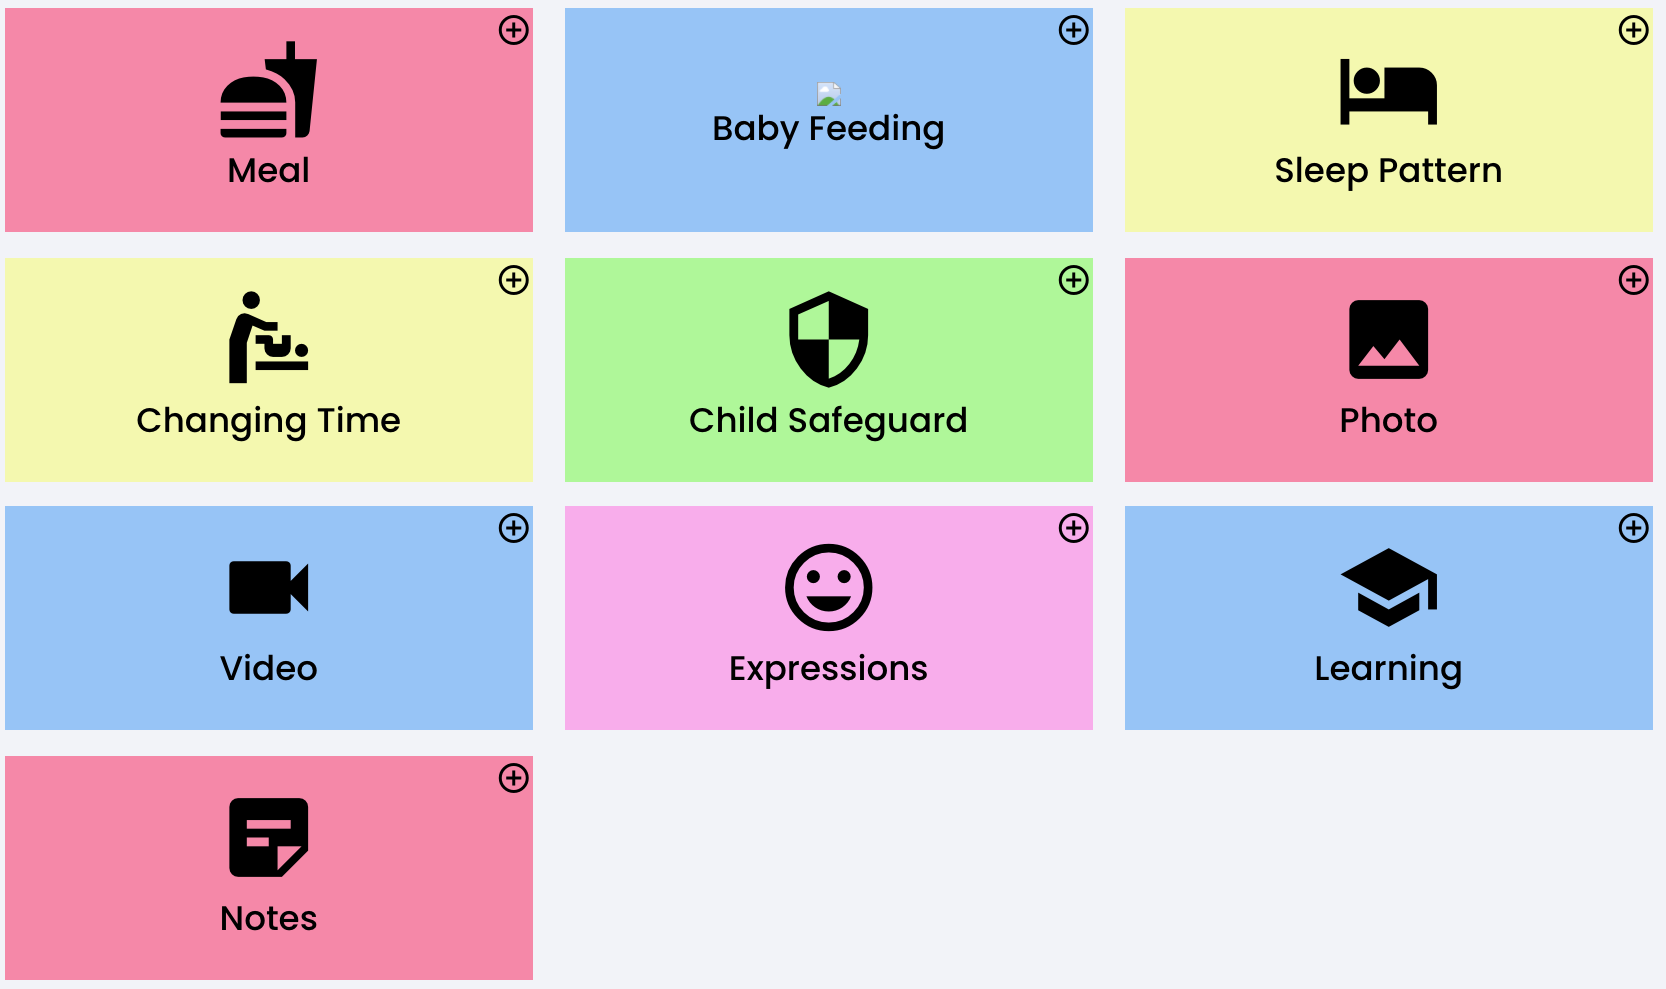 Meal
Baby Feeding
Sleep Pattern
Changing Time
Child Safeguard
Photo
Video
Expressions
Learning
Notes